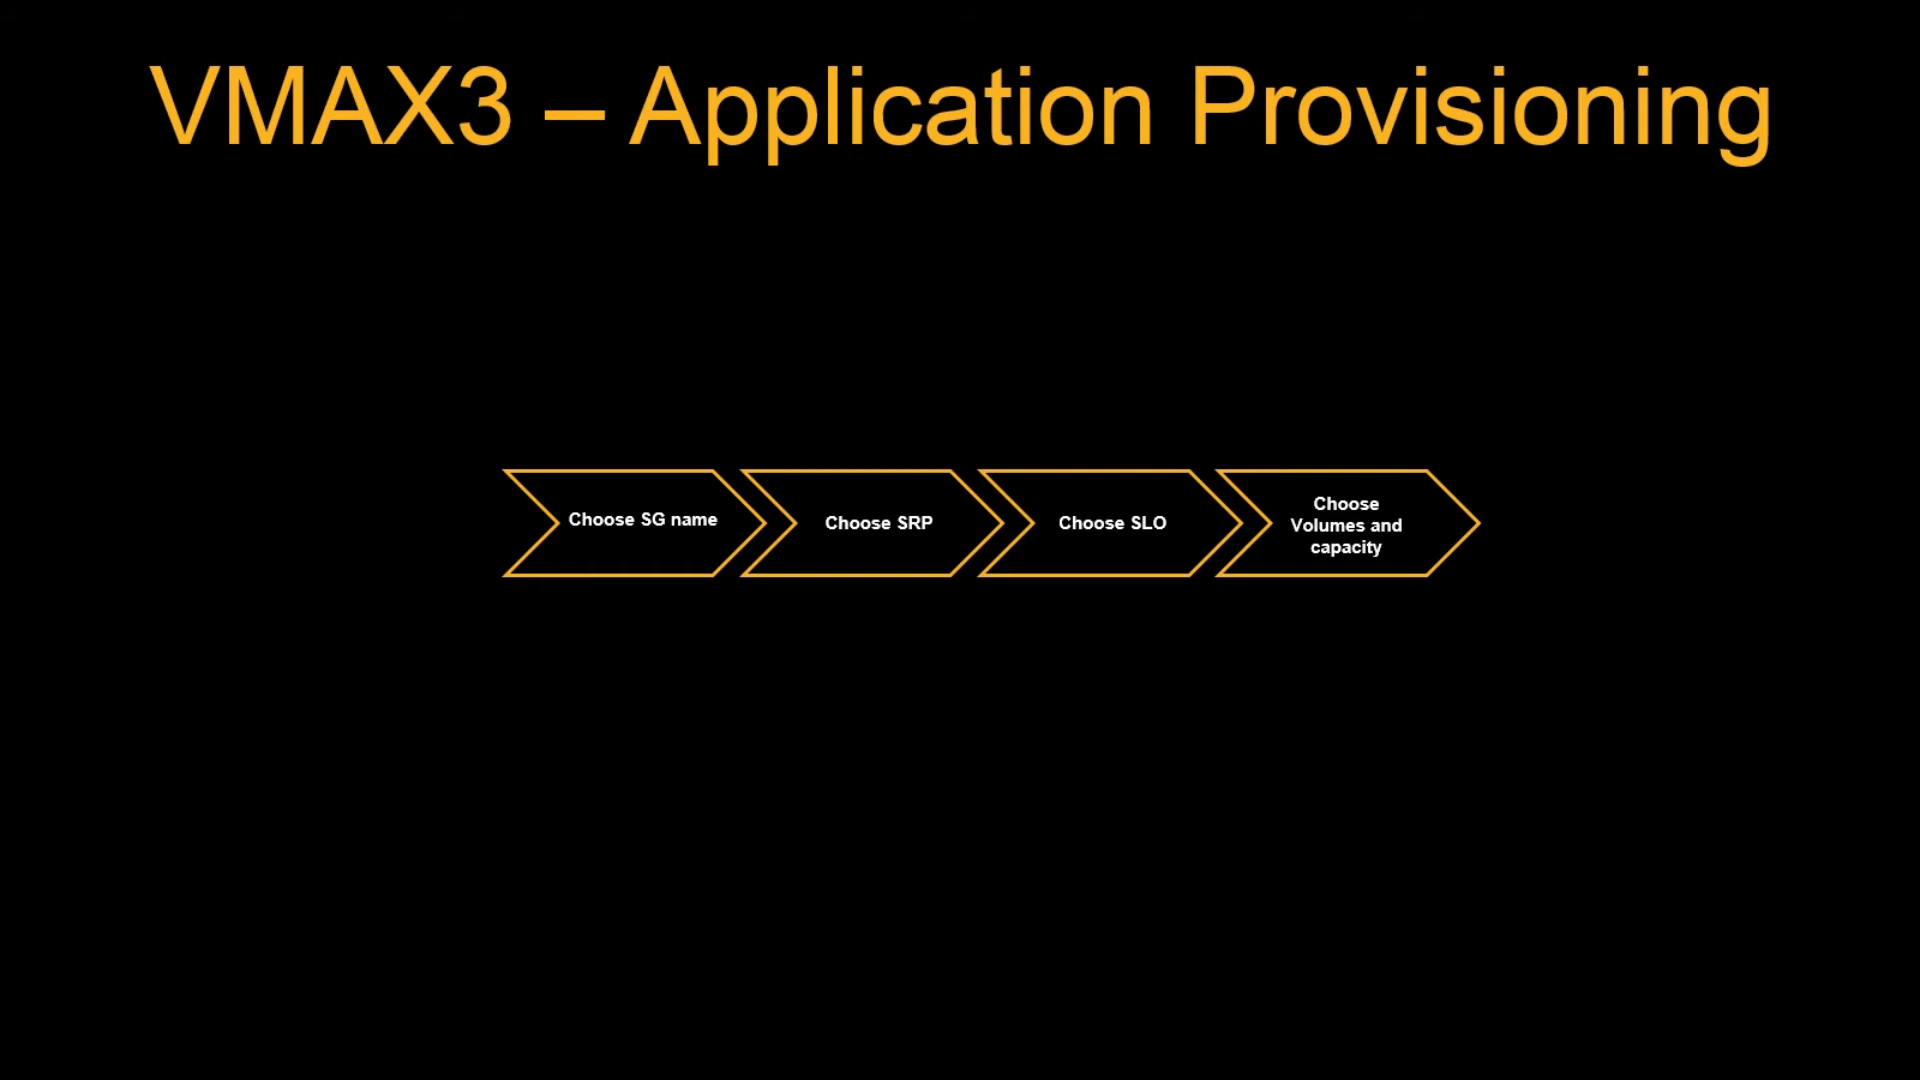 VMAX3 – Application Provisioning
Choose SG name
Choose SRP
Choose SLO
Choose
Volumes and
capacity